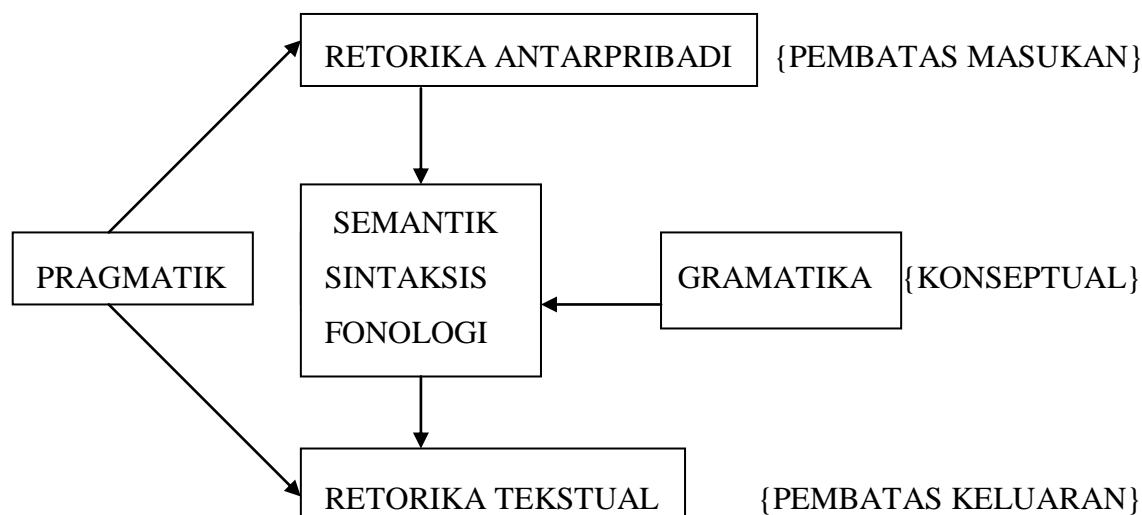 RETORIKA ANTARPRIBADI {PEMBATAS MASUKAN}
SEMANTIK
PRAGMATIK SINTAKSIS GRAMATIKA {KONSEPTUAL}
FONOLOGI
RETORIKA TEKSTUAL {PEMBATAS KELUARAN}